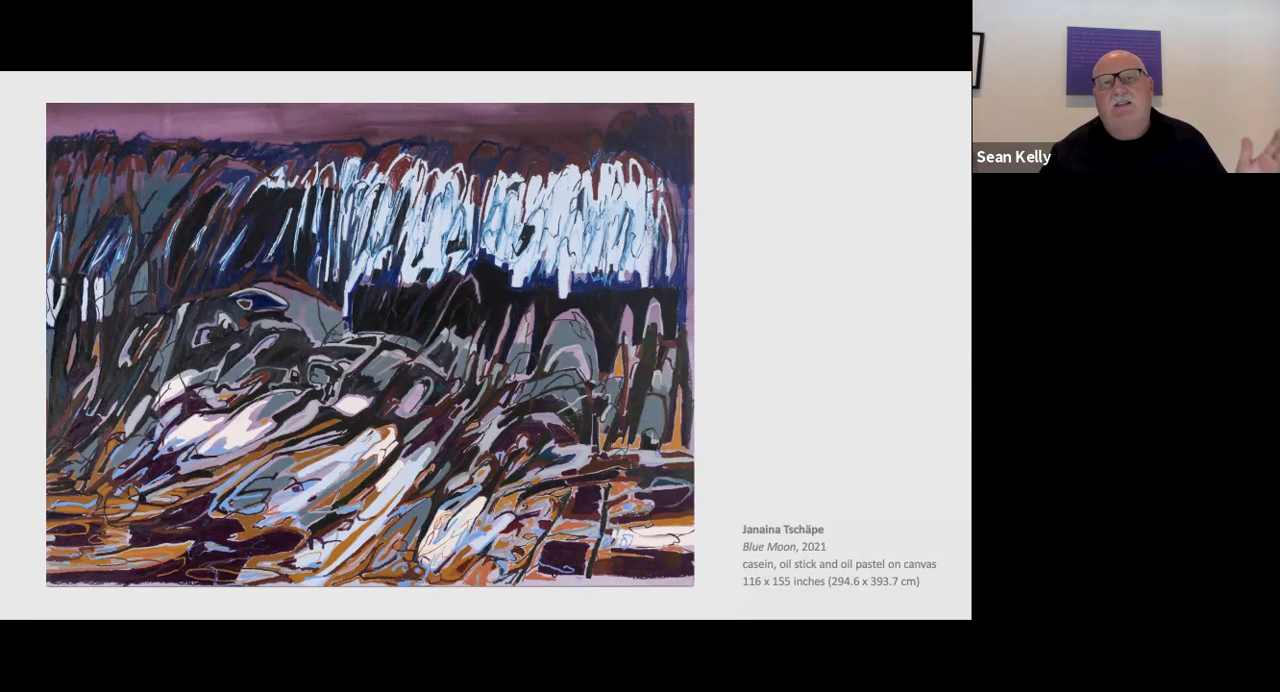 Sean Kelly
Janaina Tschäpe
Blue Moon, 2021
casein, oil stick and oil pastel on canvas
116 x 155 inches (294.6 x 393.7 cm)